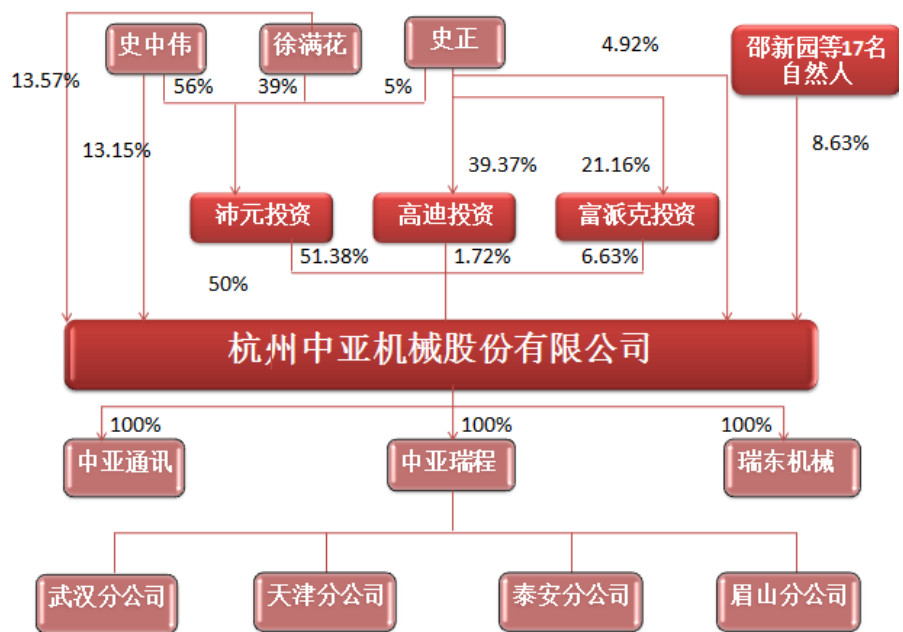 史中伟
徐满花
史正
4.92%
邵新园等17名
自然人
13.57%
56%
39%
5%
13.15%
8.63%
39.37%
21.16%
沛元投资
高迪投资
富派克投资
51.38%
1.72%
6.63%
50%
杭州中亚机械股份有限公司
100%
100%
100%
中亚通讯
中亚瑞程
瑞东机械
武汉分公司
天津分公司
泰安分公司
眉山分公司